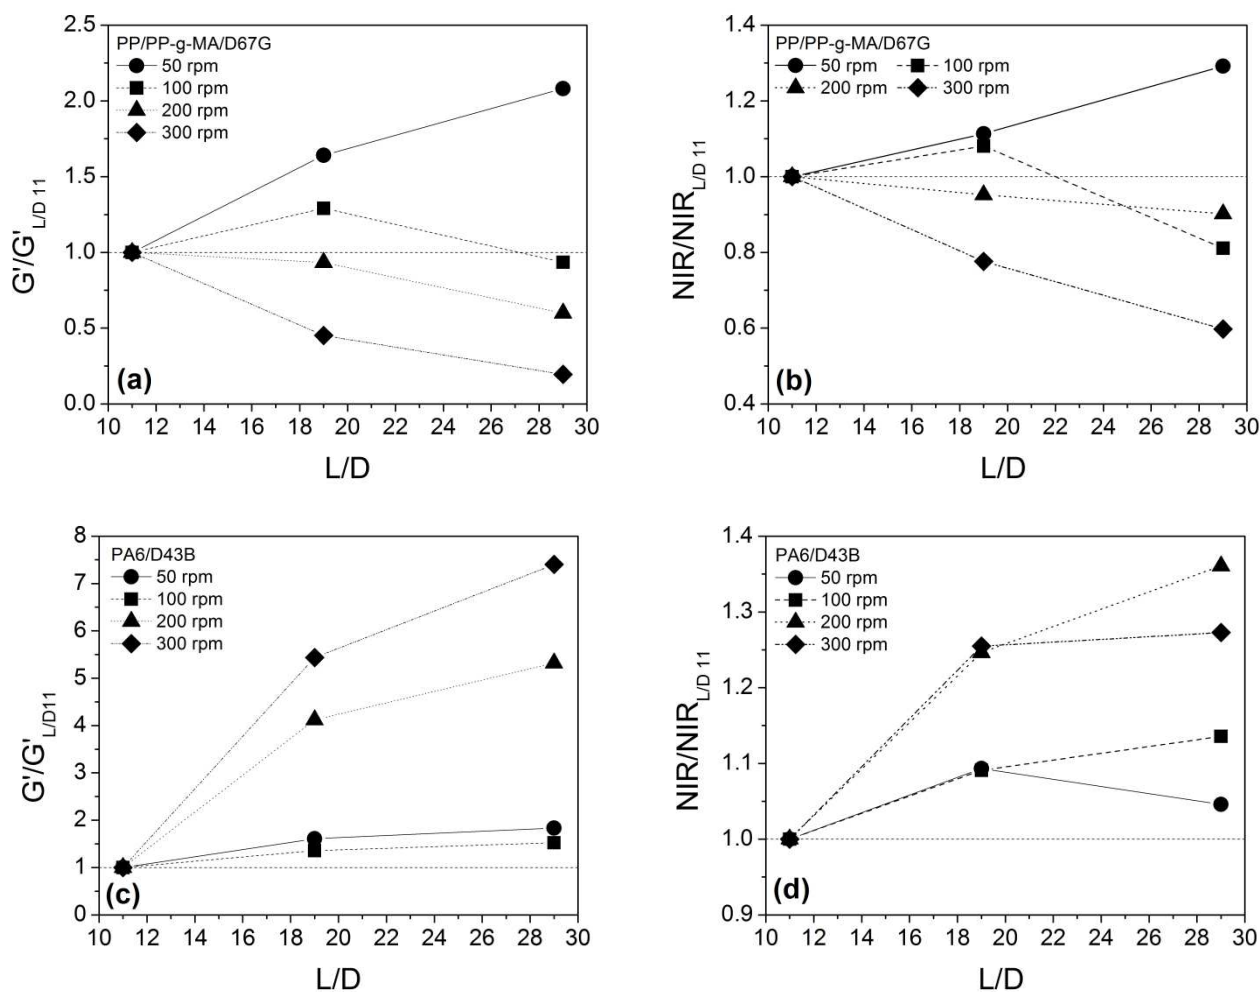 2.5
PP/PP-g-MA/D67G
50 rpm
100 rpm
200 rpm
300 rpm
2.0
1.5
1.0
0.5
0.0
G'/G'L/D 11
(a)
10 12 14 16 18 20 22 24 26 28 30
L/D
1.4
PP/PP-g-MA/D67G
50 rpm 100 rpm
200 rpm 300 rpm
1.2
1.0
0.8
0.6
0.4
NIR/NIRL/D 11
(b)
10 12 14 16 18 20 22 24 26 28 30
L/D
8
PA6/D43B
50 rpm
100 rpm
200 rpm
300 rpm
7
6
5
4
3
2
1
0
G'/G'L/D11
(c)
10 12 14 16 18 20 22 24 26 28 30
L/D
1.4
PA6/D43B
50 rpm
100 rpm
200 rpm
300 rpm
1.3
1.2
1.1
1.0
0.9
NIR/NIRL/D 11
(d)
10 12 14 16 18 20 22 24 26 28 30
L/D